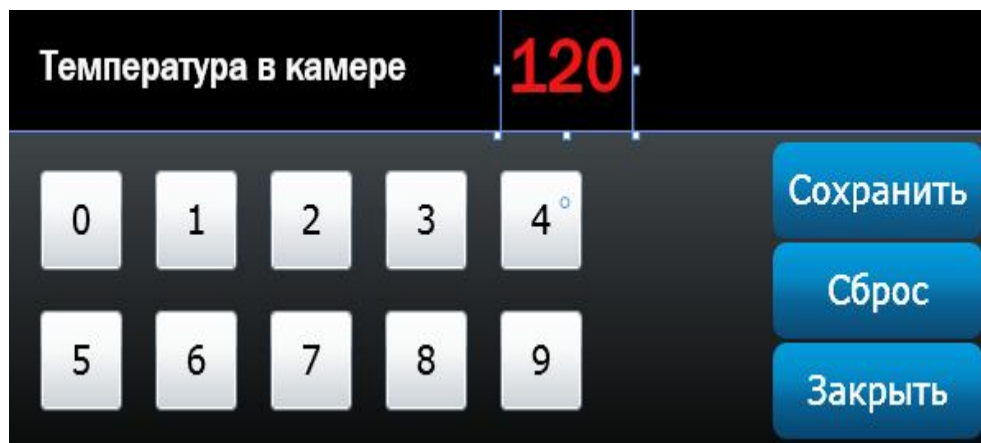 Температура в камере 120
0 1 2 3 4
Сохранить
Сброс
5 6 7 8 9
Закрыть